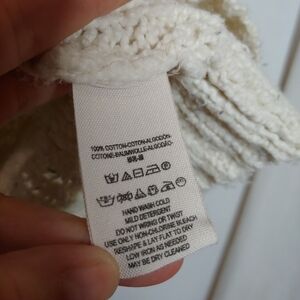 100% COTTON-COTON-ALGODÓN-
COTONE-BAUMWOLLE-ALGODÃO-
HAND WASH COLD
MILD DETERGENT
DO NOT WRING OR TWIST
USE ONLY NON-CHLORINE BLEACH
RESHAPE & LAY FLAT TO DRY
LOW IRON AS NEEDED
MAY BE DRY CLEANED